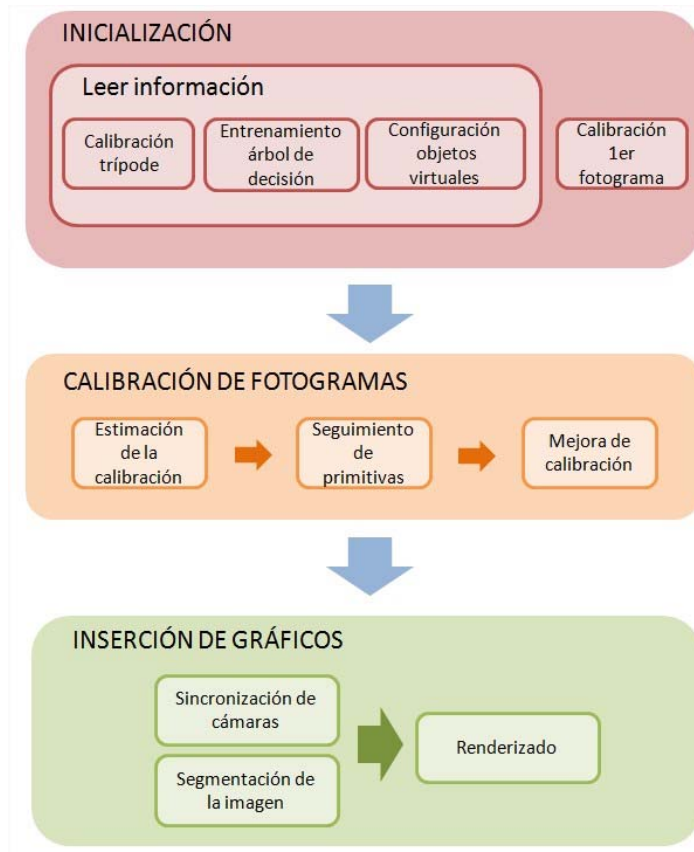 INICIALIZACIÓN
Leer información
Calibración
trípode
Entrenamiento
árbol de
decisión
Configuración
objetos
virtuales
Calibración
1er
fotograma
CALIBRACIÓN DE FOTOGRAMAS
Estimación
de la
calibración
Seguimiento
de
primitivas
Mejora de
calibración
INSERCIÓN DE GRÁFICOS
Sincronización de
cámaras
Segmentación de
la imagen
Renderizado